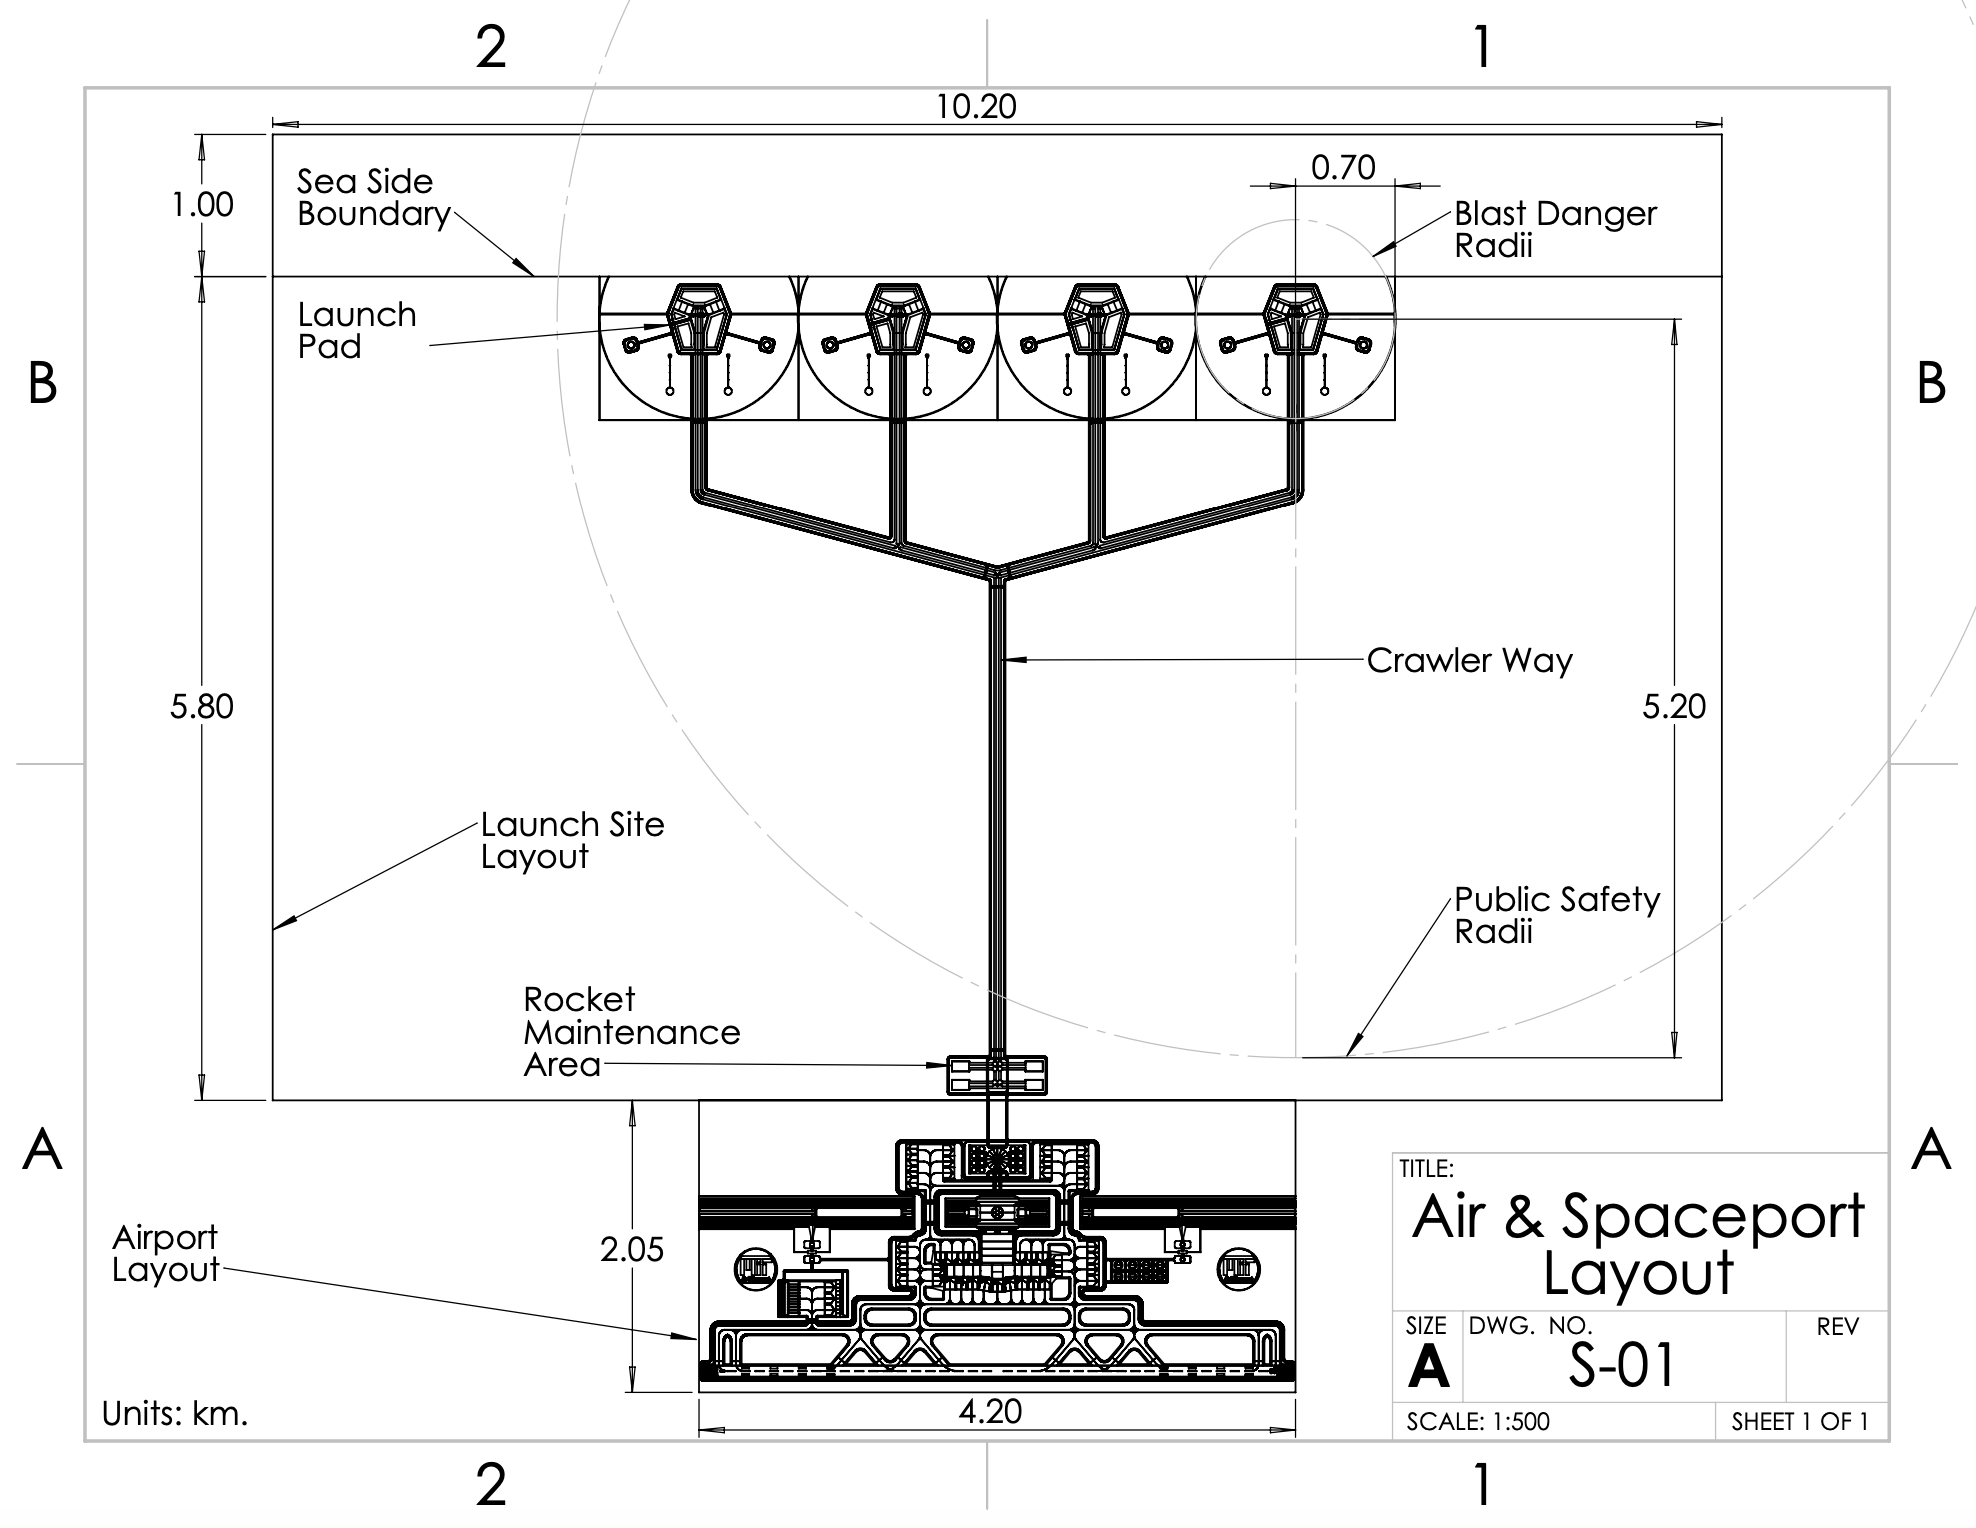 2
1
10.20
0.70
Sea Side
Boundary
1.00
Blast Danger
Radii
Launch
Pad
B
B
Crawler Way
5.80
5.20
Launch Site
Layout
Public Safety
Radii
Rocket
Maintenance
Area
A
A
Airport
Layout
2.05
4.20
Units: km.
TITLE:
Air & Spaceport
Layout
SIZE
A
DWG. NO.
S-01
REV
SCALE: 1:500
SHEET 1 OF 1
2
1